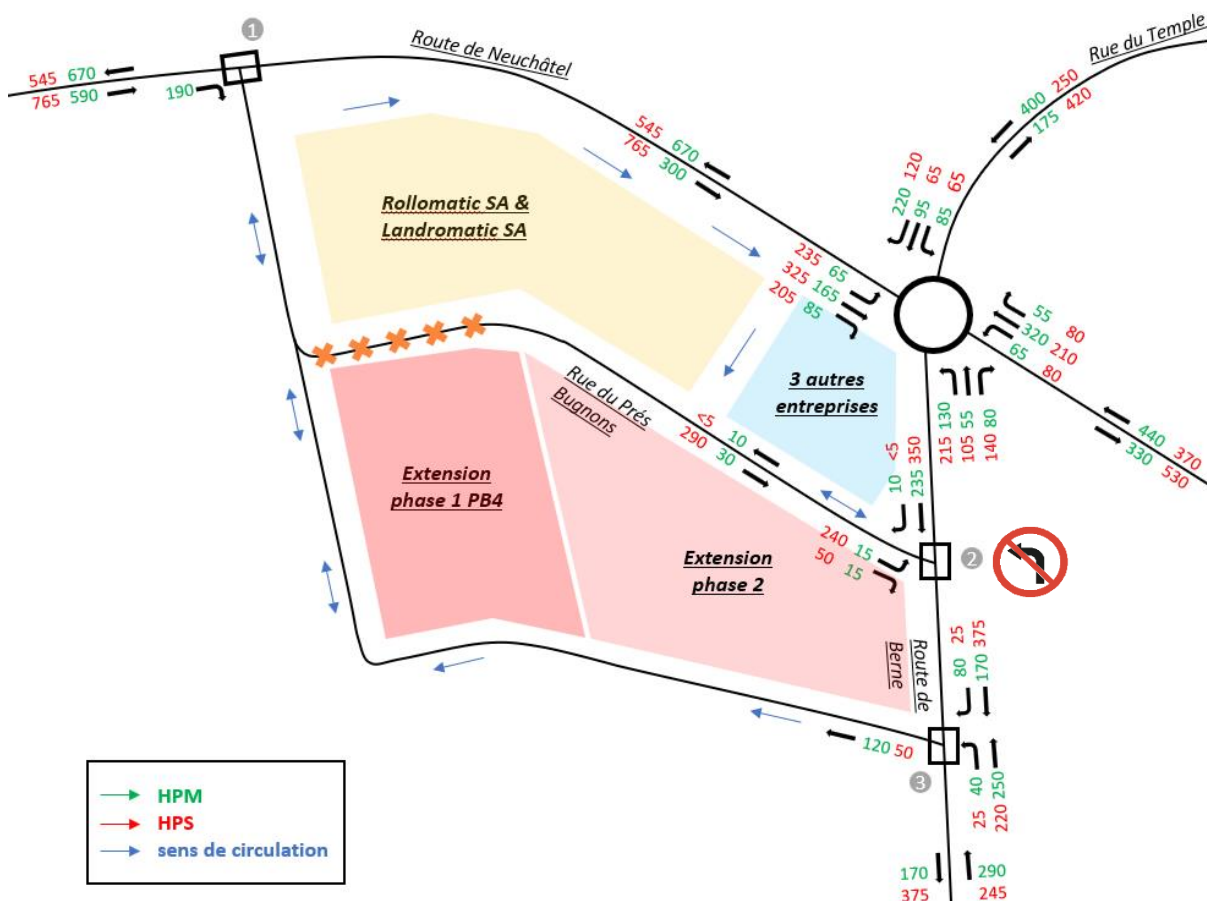 1
Route de Neuchâtel
Rue du Temple
545 670
765 590
190
545 670
765 300
400 250
175 420
120 65 65
220 95 85
Rollomatic SA &
Landromatic SA
235 65
325 165
205 85
55 80
320 210
65 80
440 370
330 530
3 autres
entreprises
215 130
105 55
140 80
Rue du Prés
Bugnons
<5 10
290 30
<5 350
10 235
Extension
phase 1 PB4
240 15
50 15
2
Extension
phase 2
Route de
Berne
25 375
80 170
120 50
3
40 250
25 220
170 290
375 245
HPM
HPS
sens de circulation